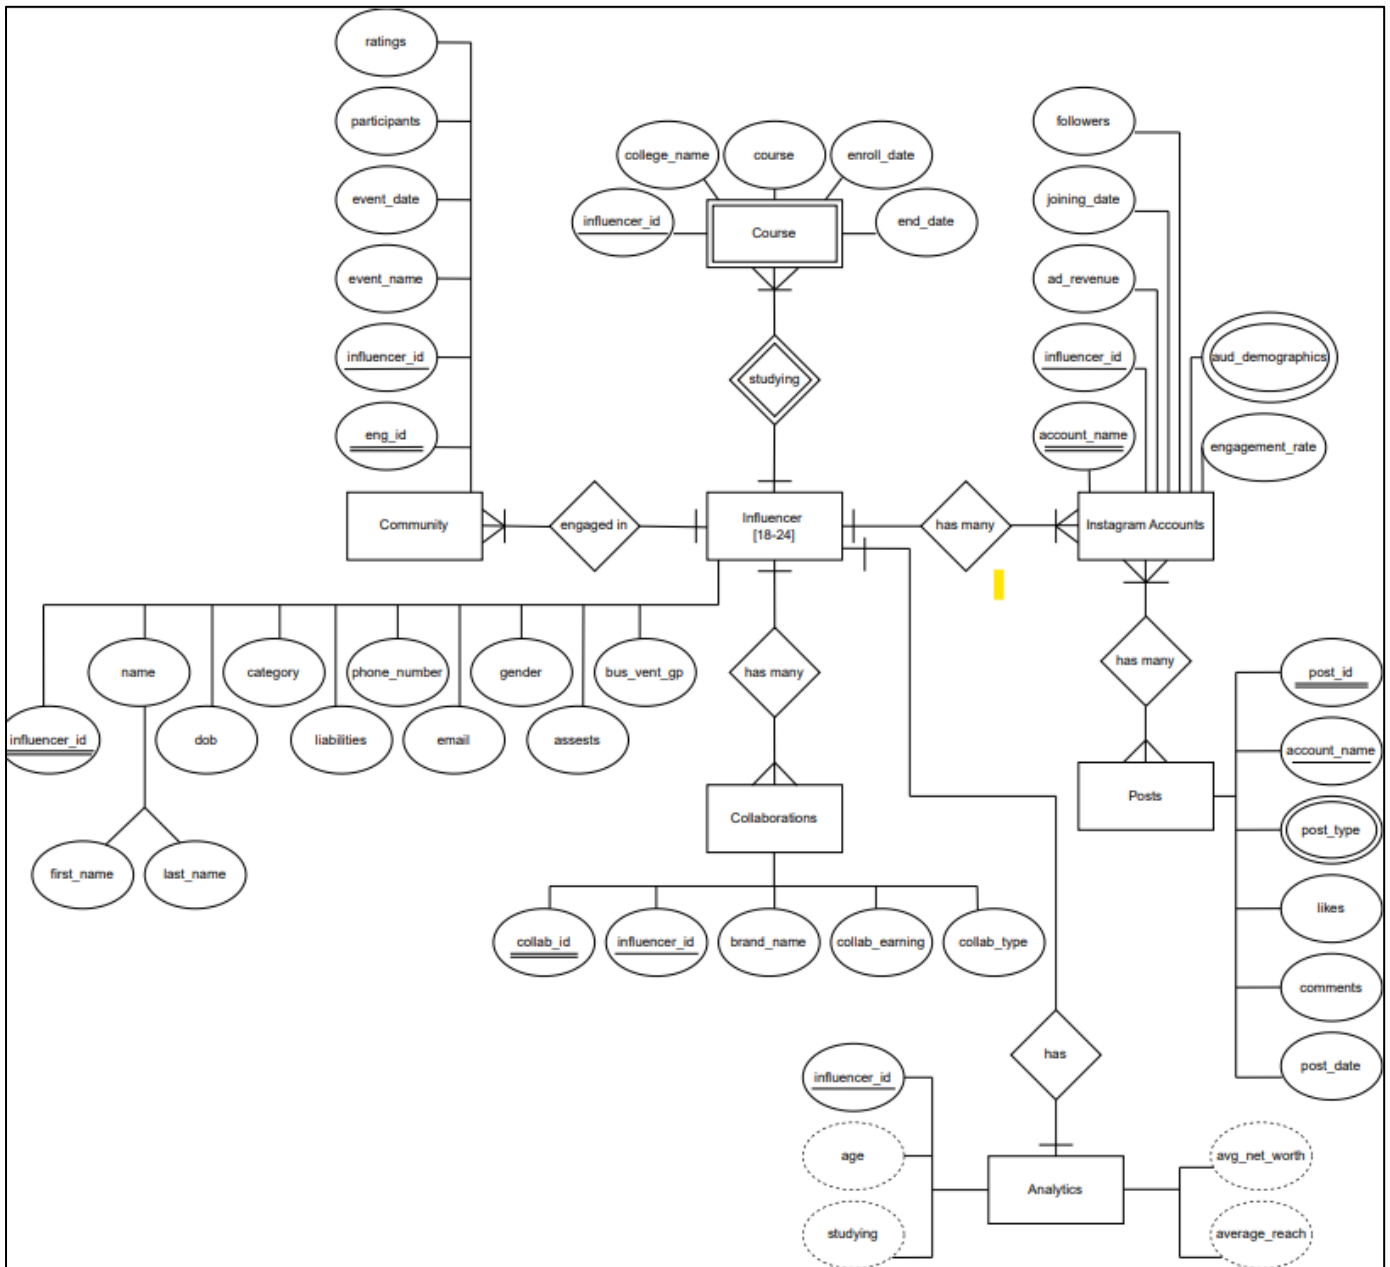 ratings
participants
event_date
event_name
influencer_id
eng_id
Community
engaged in
college_name
course
enroll_date
influencer_id
end_date
Course
studying
Influencer
[18-24]
has many
followers
joining_date
ad_revenue
influencer_id
account_name
aud_demographics
engagement_rate
Instagram Accounts
has many
Posts
post_id
account_name
post_type
likes
comments
post_date
influencer_id
name
dob
category
liabilities
phone_number
email
gender
assests
bus_vent_gp
first_name
last_name
has many
Collaborations
collab_id
influencer_id
brand_name
collab_earning
collab_type
has
Analytics
influencer_id
age
studying
avg_net_worth
average_reach